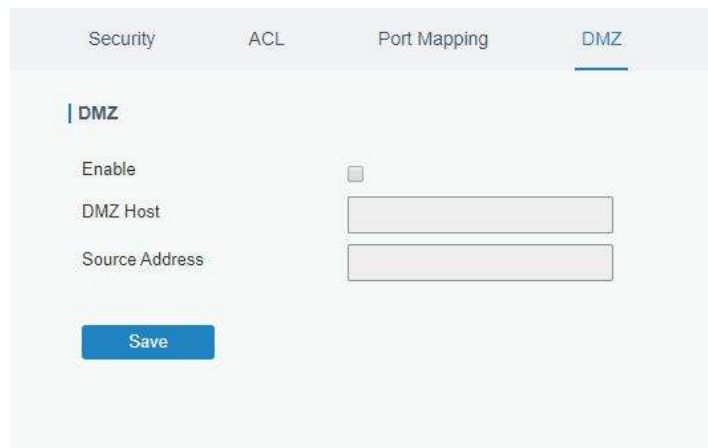 Security ACL Port Mapping DMZ
DMZ
Enable
DMZ Host
Source Address
Save